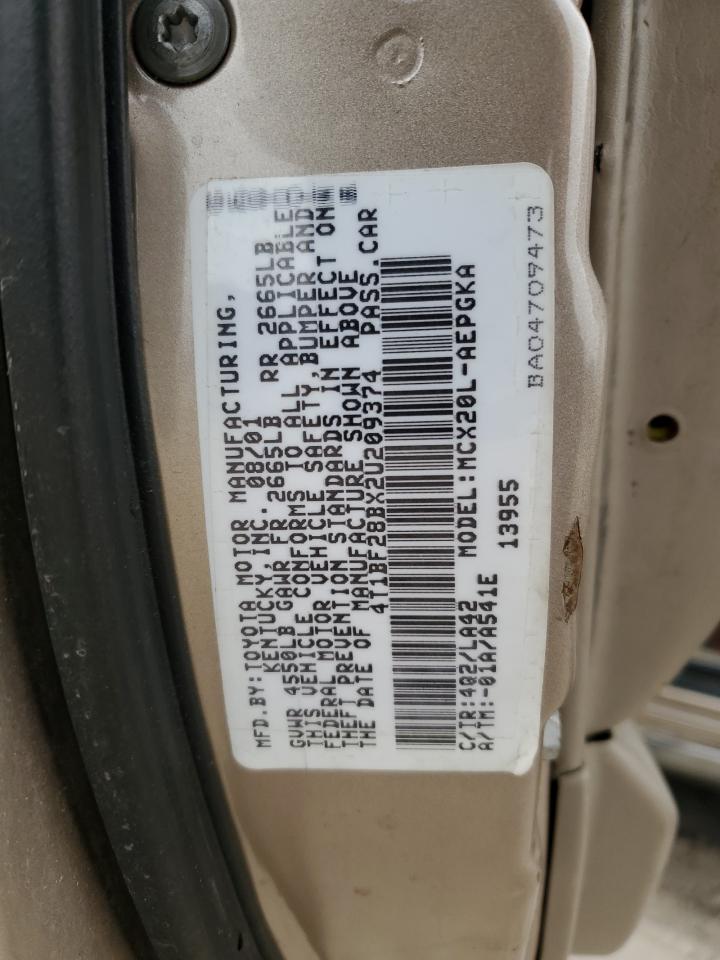 MFD.BY:TOYOTA MOTOR MANUFACTURING,
KENTUCKY,INC. 08/01
GVWR 4550LB GAWR FR 2665LB RR 2665LB
THIS VEHICLE CONFORMS TO ALL APPLICABLE
FEDERAL MOTOR VEHICLE SAFETY,BUMPER AND
THEFT PREVENTION STANDARDS IN EFFECT ON
THE DATE OF MANUFACTURE SHOWN ABOVE
4T1BF28BX2U209374 PASS.CAR
C/TR:4Q2/LA42 MODEL:MCX20L-AEPGKA
A/TM:-01A/A541E 13955
BA04709473